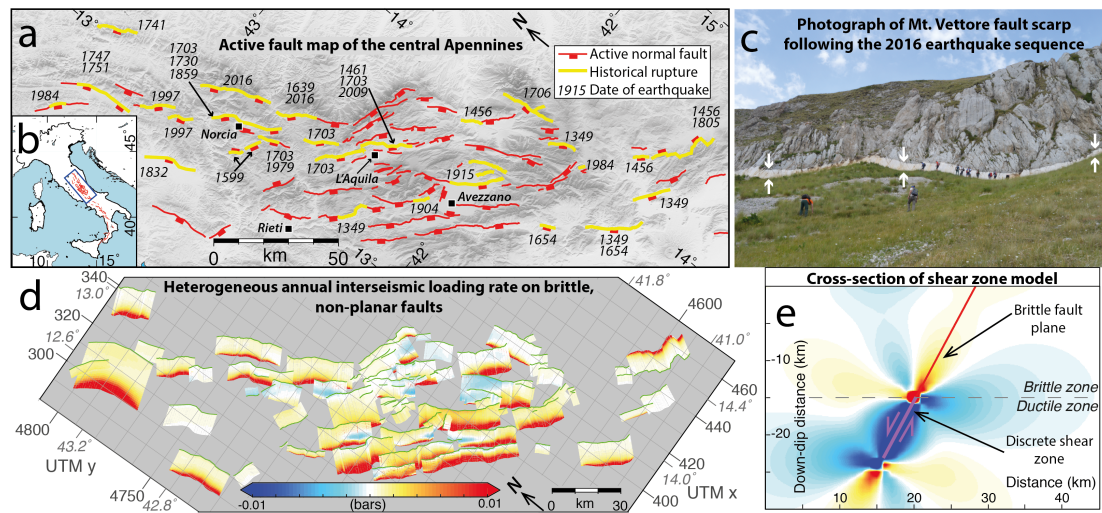 a
Active fault map of the central Apennines
N
14
15
13
42
Active normal fault
Historical rupture
1915 Date of earthquake
1741
1747
1751
1703
1730
1859
2016
1639
2016
1461
1703
2009
1706
1984
1997
1997
Norcia
1703
1456
1349
1456
1805
1832
1599
1703
1979
1703
L'Aquila
1915
1984
1456
1904
Avezzano
1349
Rieti
1349
1654
1349
1654
0
km
50
13°
42°
14°
b
45
40
10
15°
c
Photograph of Mt. Vettore fault scarp
following the 2016 earthquake sequence
d
Heterogeneous annual interseismic loading rate on brittle,
non-planar faults
340
13.0°
320
12.6°
300
4800
43.2°
UTM y
4750
42.8°
41.8°
4600
41.0°
460
14.4°
440
420
14.0°
400
UTM x
-0.01
(bars)
0.01
N
0
km
30
Cross-section of shear zone model
e
Brittle fault
plane
-10
Brittle zone
Ductile zone
-20
Down-dip distance (km)
Discrete shear
zone
Distance (km)
10
20
30
40